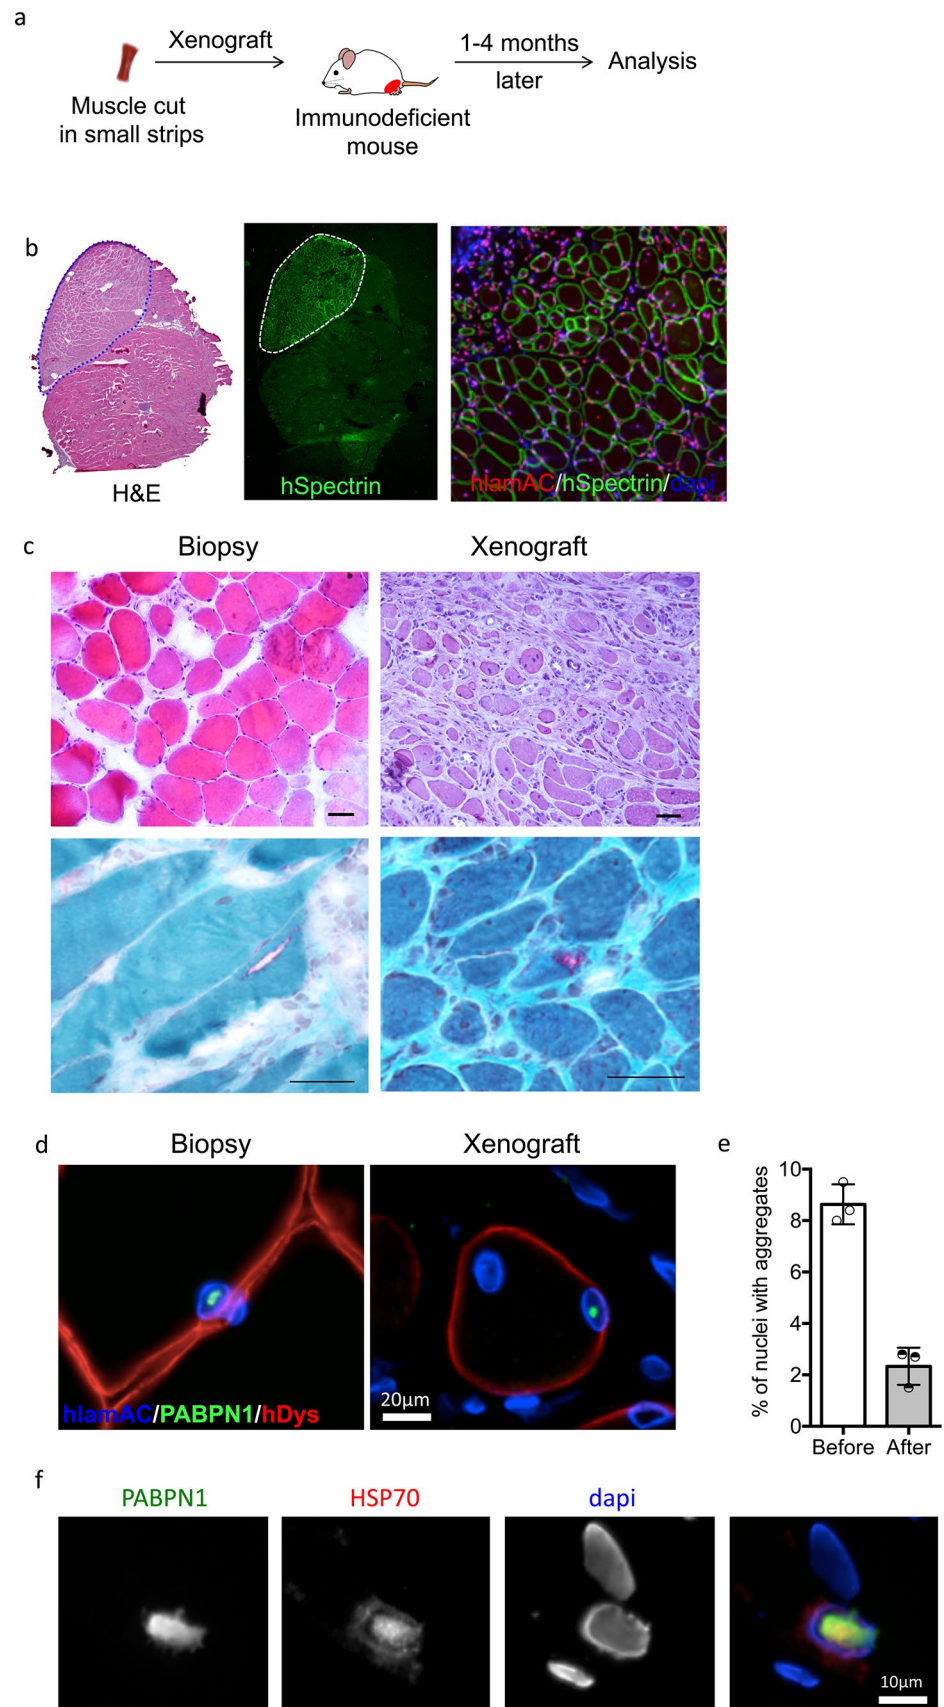 a
Xenograft
1-4 months
later
Analysis
Muscle cut
in small strips
Immunodeficient
mouse
b
H&E
hSpectrin
hlamAC/hSpectrin/dapi
c
Biopsy
Xenograft
d
Biopsy
Xenograft
hlamAC/PABPN1/hDys
20µm
e
% of nuclei with aggregates
10
8
6
4
2
0
Before
After
f
PABPN1
HSP70
dapi
10µm